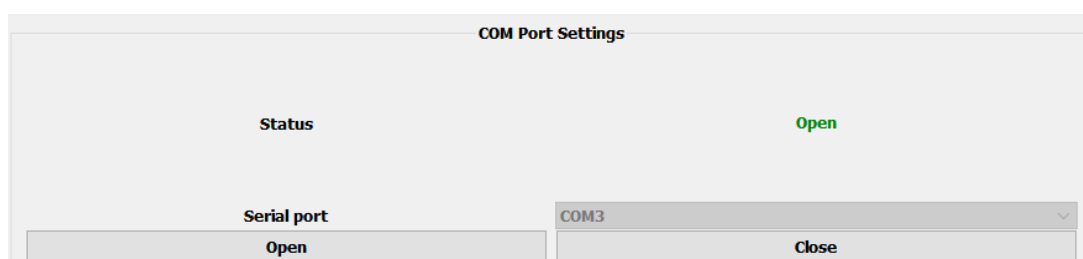 COM Port Settings
Status Open
Serial port COM3
Open Close